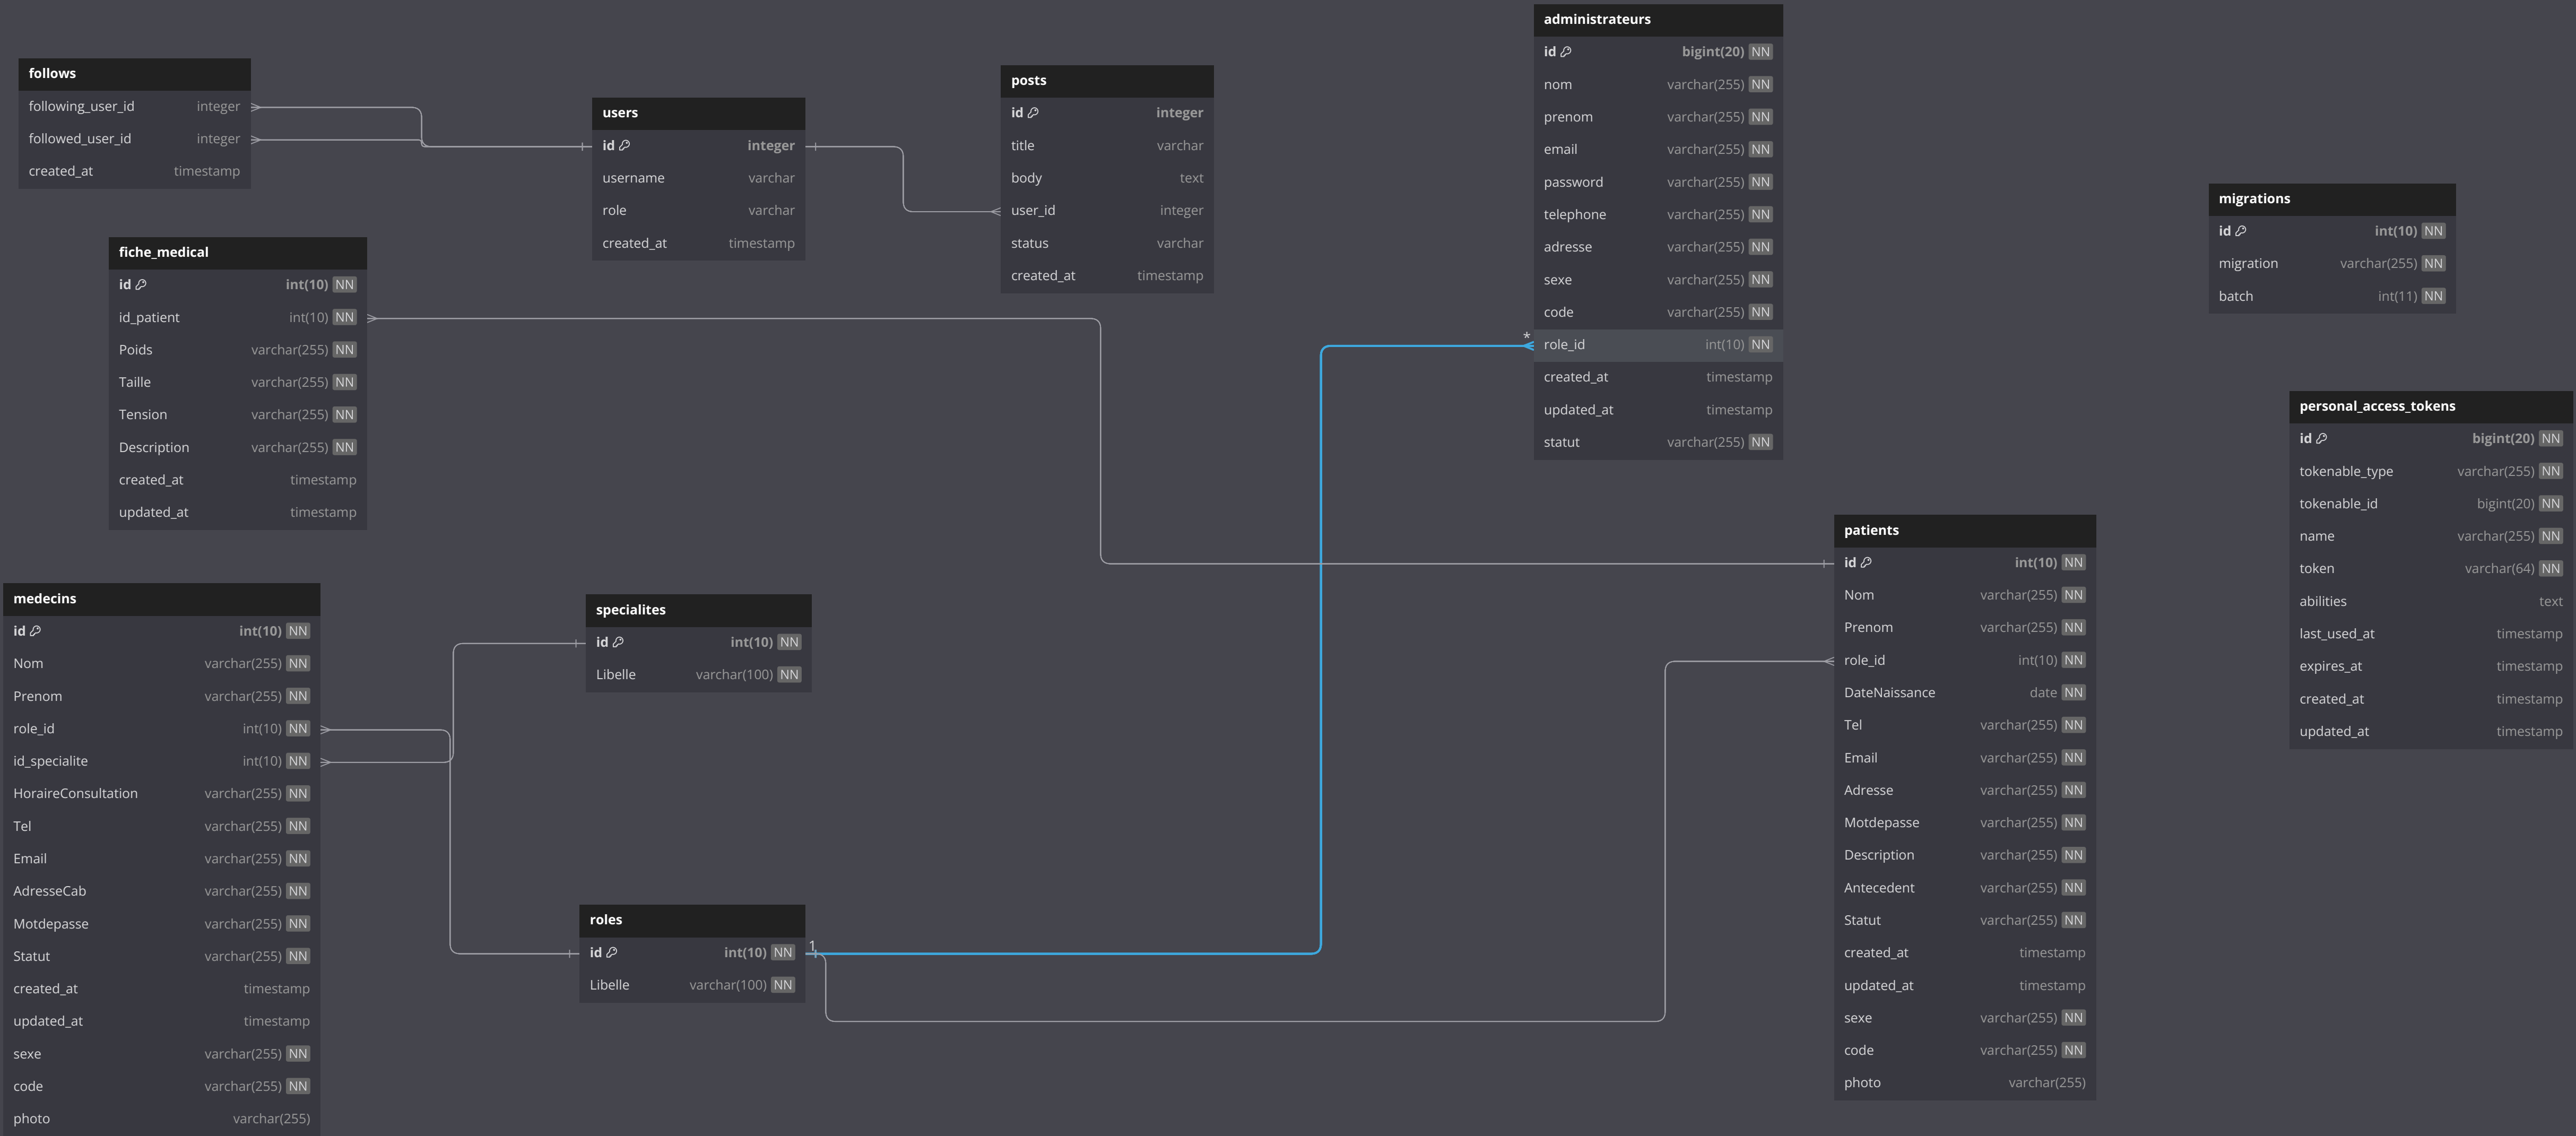 follows
following_user_id integer
followed_user_id integer
created_at timestamp
users
id integer
username varchar
role varchar
created_at timestamp
posts
id integer
title varchar
body text
user_id integer
status varchar
created_at timestamp
administrateurs
id bigint(20) NN
nom varchar(255) NN
prenom varchar(255) NN
email varchar(255) NN
password varchar(255) NN
telephone varchar(255) NN
adresse varchar(255) NN
sexe varchar(255) NN
code varchar(255) NN
* role_id int(10) NN
created_at timestamp
updated_at timestamp
statut varchar(255) NN
migrations
id int(10) NN
migration varchar(255) NN
batch int(11) NN
fiche_medical
id int(10) NN
id_patient int(10) NN
Poids varchar(255) NN
Taille varchar(255) NN
Tension varchar(255) NN
Description varchar(255) NN
created_at timestamp
updated_at timestamp
personal_access_tokens
id bigint(20) NN
tokenable_type varchar(255) NN
tokenable_id bigint(20) NN
name varchar(255) NN
token varchar(64) NN
abilities text
last_used_at timestamp
expires_at timestamp
created_at timestamp
updated_at timestamp
patients
id int(10) NN
Nom varchar(255) NN
Prenom varchar(255) NN
role_id int(10) NN
DateNaissance date NN
Tel varchar(255) NN
Email varchar(255) NN
Adresse varchar(255) NN
Motdepasse varchar(255) NN
Description varchar(255) NN
Antecedent varchar(255) NN
Statut varchar(255) NN
created_at timestamp
updated_at timestamp
sexe varchar(255) NN
code varchar(255) NN
photo varchar(255)
medecins
id int(10) NN
Nom varchar(255) NN
Prenom varchar(255) NN
role_id int(10) NN
id_specialite int(10) NN
HoraireConsultation varchar(255) NN
Tel varchar(255) NN
Email varchar(255) NN
AdresseCab varchar(255) NN
Motdepasse varchar(255) NN
Statut varchar(255) NN
created_at timestamp
updated_at timestamp
sexe varchar(255) NN
code varchar(255) NN
photo varchar(255)
specialites
id int(10) NN
Libelle varchar(100) NN
roles
id int(10) NN 1
Libelle varchar(100) NN